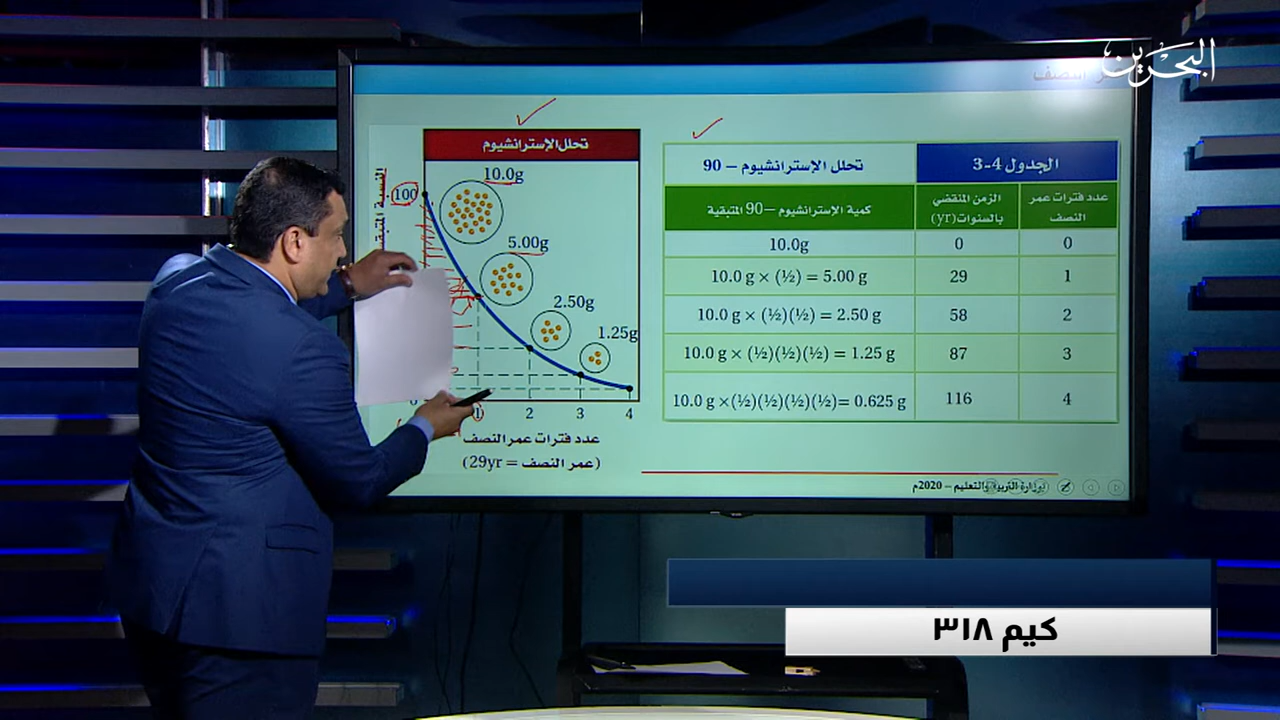 البحرين
النصف
تحلل الإسترانشيوم
النسبة المتبقية
100
10.0g
5.00g
2.50g
1.25g
0
1 2 3 4
عدد فترات عمر النصف
(عمر النصف = 29yr)
الجدول 4-3 تحلل الإسترانشيوم – 90
عدد فترات عمر النصف الزمن المنقضي بالسنوات(yr) كمية الإسترانشيوم –90 المتبقية
0 0 10.0g
1 29 10.0 g × (½) = 5.00 g
2 58 10.0 g × (½)(½) = 2.50 g
3 87 10.0 g × (½)(½)(½) = 1.25 g
4 116 10.0 g ×(½)(½)(½)(½)= 0.625 g
وزارة التربية والتعليم – 2020م
كيم ٣١٨